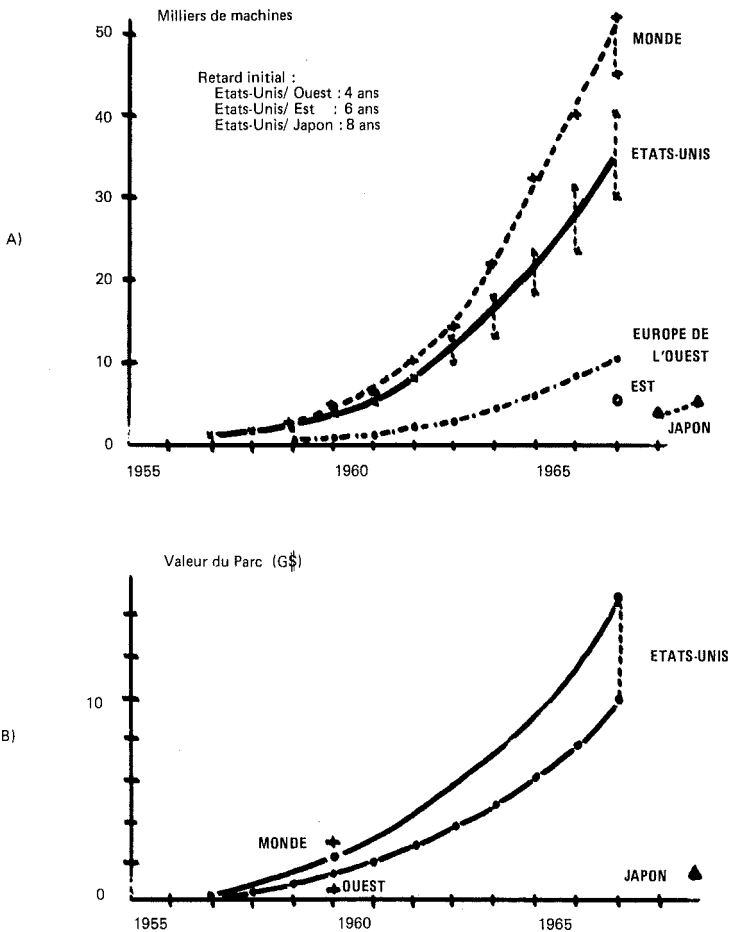 Milliers de machines
50
MONDE
Retard initial :
Etats-Unis/ Ouest : 4 ans
Etats-Unis/ Est : 6 ans
Etats-Unis/ Japon : 8 ans
40
ETATS-UNIS
30
A)
20
EUROPE DE
L'OUEST
10
EST
JAPON
0
1955
1960
1965
Valeur du Parc (G$)
ETATS-UNIS
10
B)
MONDE
OUEST
JAPON
0
1955
1960
1965